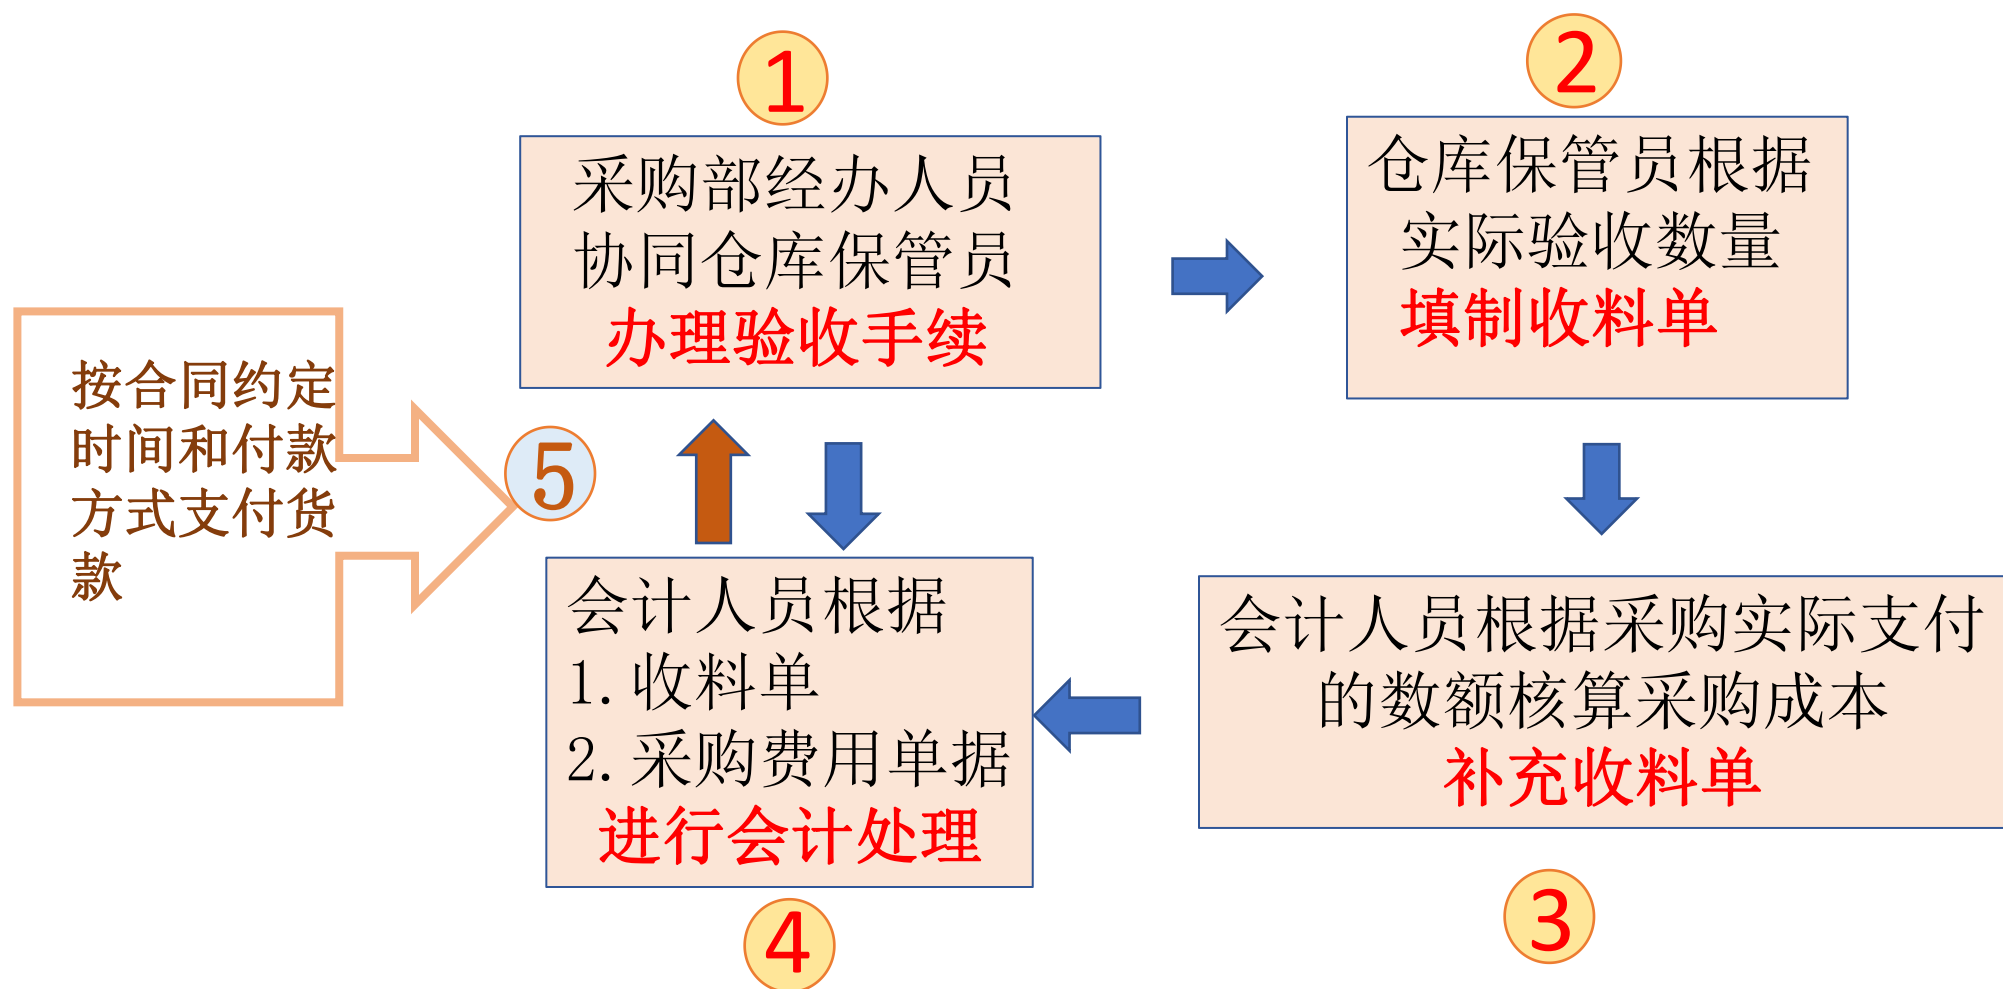 ①
采购部经办人员
协同仓库保管员
办理验收手续
②
仓库保管员根据
实际验收数量
填制收料单
按合同约定
时间和付款
方式支付货
款
⑤
会计人员根据
1.收料单
2.采购费用单据
进行会计处理
④
会计人员根据采购实际支付
的数额核算采购成本
补充收料单
③